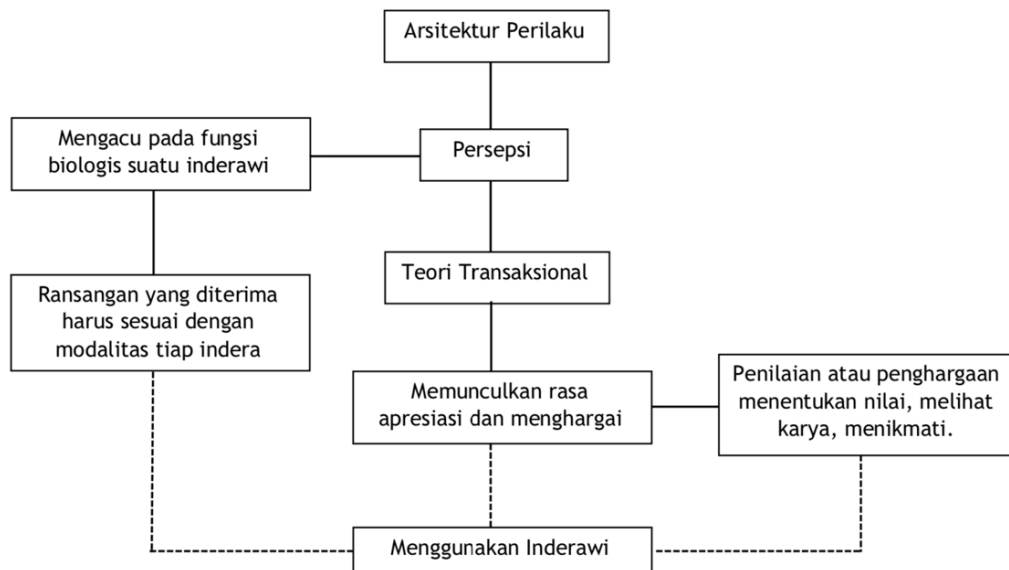 Arsitektur Perilaku
Mengacu pada fungsi
biologis suatu inderawi
Persepsi
Teori Transaksional
Ransangan yang diterima
harus sesuai dengan
modalitas tiap indera
Memunculkan rasa
apresiasi dan menghargai
Penilaian atau penghargaan
menentukan nilai, melihat
karya, menikmati.
Menggunakan Inderawi